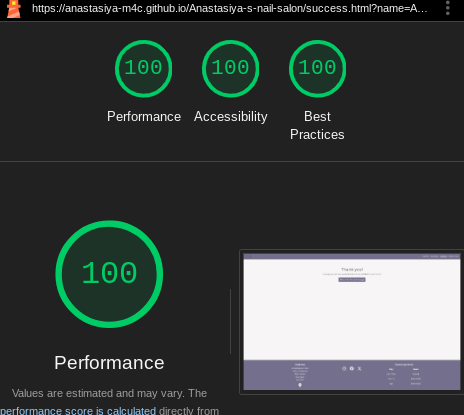 https://anastasiya-m4c.github.io/Anastasiya-s-nail-salon/success.html?name=A...
100 100 100
Performance Accessibility Best
Practices
100
Performance
Thank you!
Values are estimated and may vary. The
performance score is calculated directly from